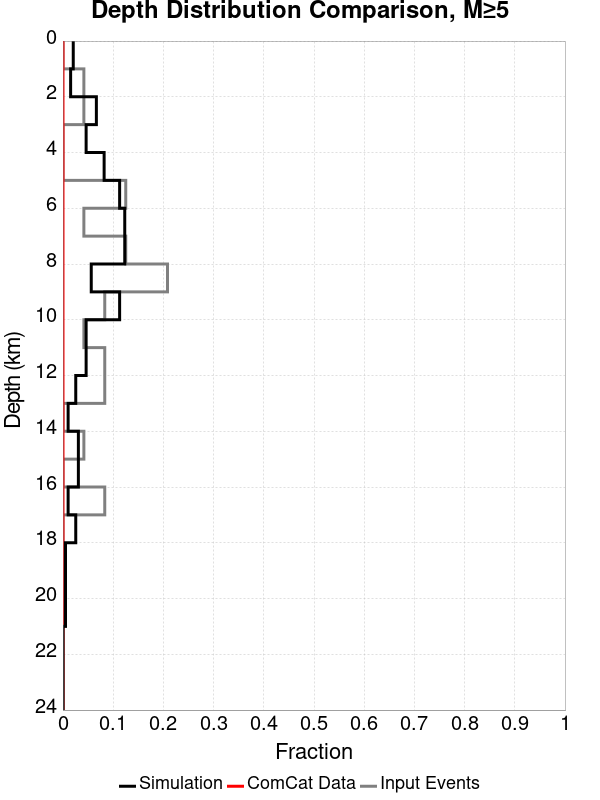 Depth Distribution Comparison, M≥5
0
2
4
6
8
10
12
14
16
18
20
22
24
Depth (km)
0 0.1 0.2 0.3 0.4 0.5 0.6 0.7 0.8 0.9 1
Fraction
Simulation ComCat Data Input Events